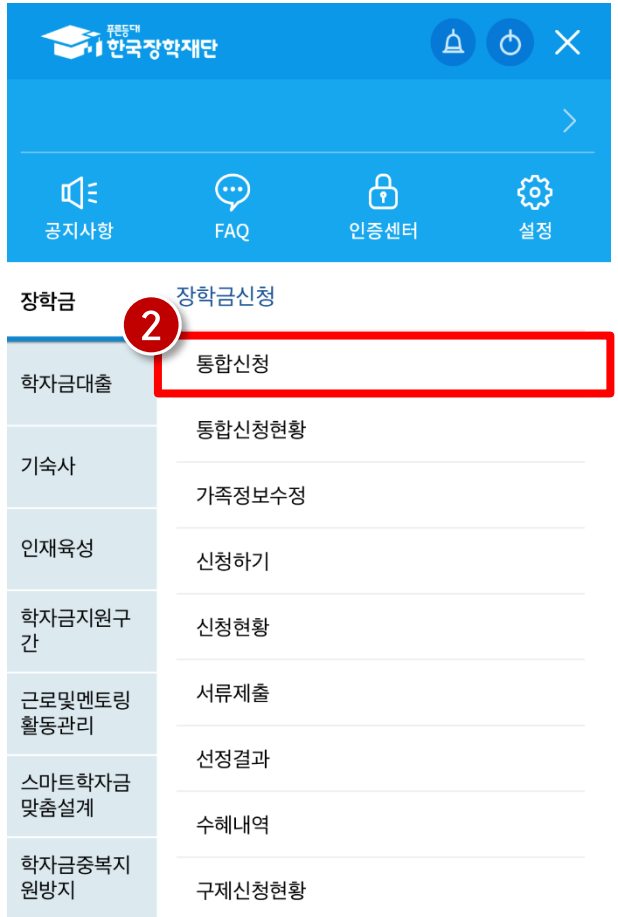 푸른등대
한국장학재단
공지사항
FAQ
인증센터
설정
장학금
학자금대출
기숙사
인재육성
학자금지원구
간
근로및멘토링
활동관리
스마트학자금
맞춤설계
학자금중복지
원방지
장학금신청
2
통합신청
통합신청현황
가족정보수정
신청하기
신청현황
서류제출
선정결과
수혜내역
구제신청현황